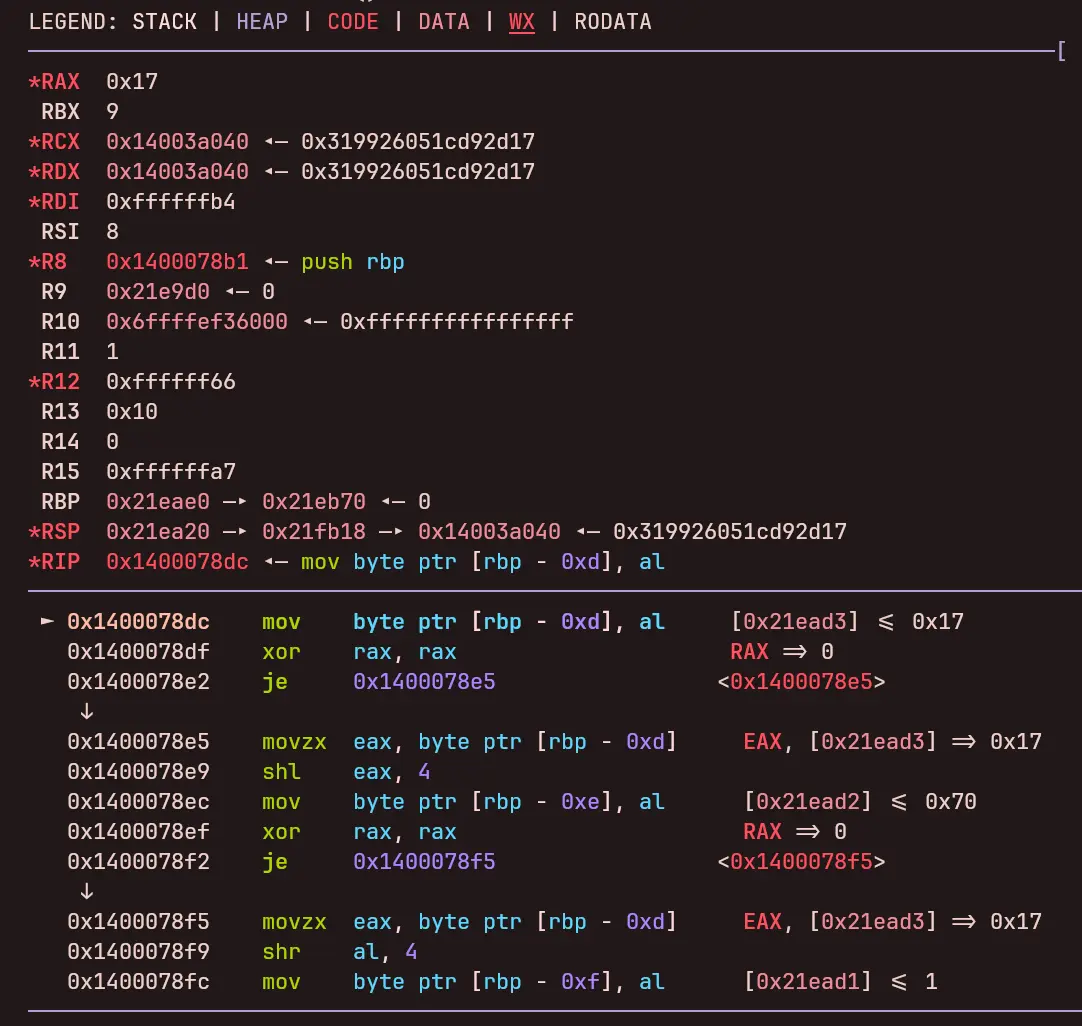 LEGEND: STACK | HEAP | CODE | DATA | WX | RODATA
[
*RAX 0x17
RBX 9
*RCX 0x14003a040 ◂— 0x319926051cd92d17
*RDX 0x14003a040 ◂— 0x319926051cd92d17
*RDI 0xffffffb4
RSI 8
*R8 0x1400078b1 ◂— push rbp
R9 0x21e9d0 ◂— 0
R10 0x6ffffef36000 ◂— 0xffffffffffffffff
R11 1
*R12 0xffffff66
R13 0x10
R14 0
R15 0xffffffa7
RBP 0x21eae0 —▸ 0x21eb70 ◂— 0
*RSP 0x21ea20 —▸ 0x21fb18 —▸ 0x14003a040 ◂— 0x319926051cd92d17
*RIP 0x1400078dc ◂— mov byte ptr [rbp - 0xd], al
► 0x1400078dc mov byte ptr [rbp - 0xd], al [0x21ead3] <= 0x17
0x1400078df xor rax, rax RAX => 0
0x1400078e2 je 0x1400078e5 <0x1400078e5>
↓
0x1400078e5 movzx eax, byte ptr [rbp - 0xd] EAX, [0x21ead3] => 0x17
0x1400078e9 shl eax, 4
0x1400078ec mov byte ptr [rbp - 0xe], al [0x21ead2] <= 0x70
0x1400078ef xor rax, rax RAX => 0
0x1400078f2 je 0x1400078f5 <0x1400078f5>
↓
0x1400078f5 movzx eax, byte ptr [rbp - 0xd] EAX, [0x21ead3] => 0x17
0x1400078f9 shr al, 4
0x1400078fc mov byte ptr [rbp - 0xf], al [0x21ead1] <= 1